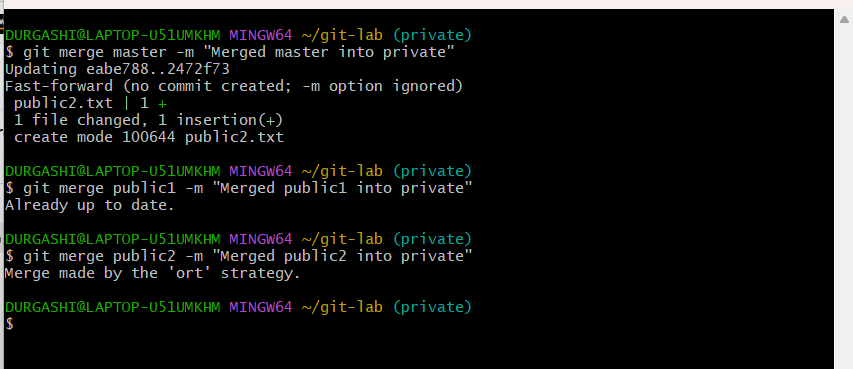 DURGASHI@LAPTOP-U51UMKHM MINGW64 ~/git-lab (private)
$ git merge master -m "Merged master into private"
Updating eabe788..2472f73
Fast-forward (no commit created; -m option ignored)
 public2.txt | 1 +
 1 file changed, 1 insertion(+)
 create mode 100644 public2.txt
DURGASHI@LAPTOP-U51UMKHM MINGW64 ~/git-lab (private)
$ git merge public1 -m "Merged public1 into private"
Already up to date.
DURGASHI@LAPTOP-U51UMKHM MINGW64 ~/git-lab (private)
$ git merge public2 -m "Merged public2 into private"
Merge made by the 'ort' strategy.
DURGASHI@LAPTOP-U51UMKHM MINGW64 ~/git-lab (private)
$